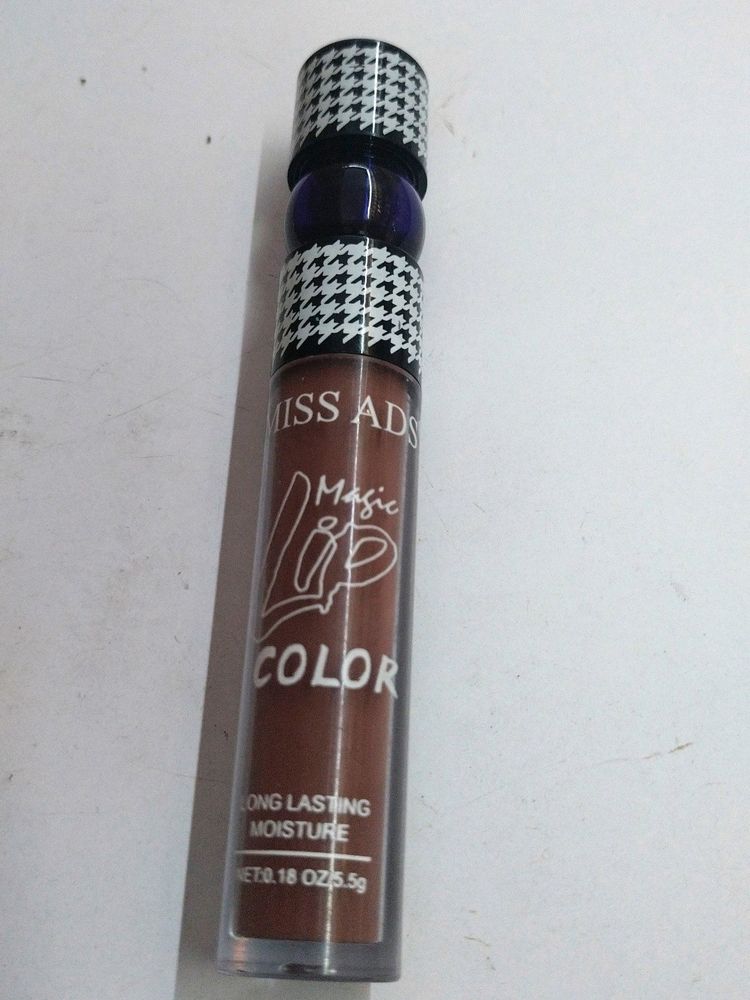 MISS ADS
Magic
Lip
COLOR
LONG LASTING
MOISTURE
NET:0.18 OZ/5.5g